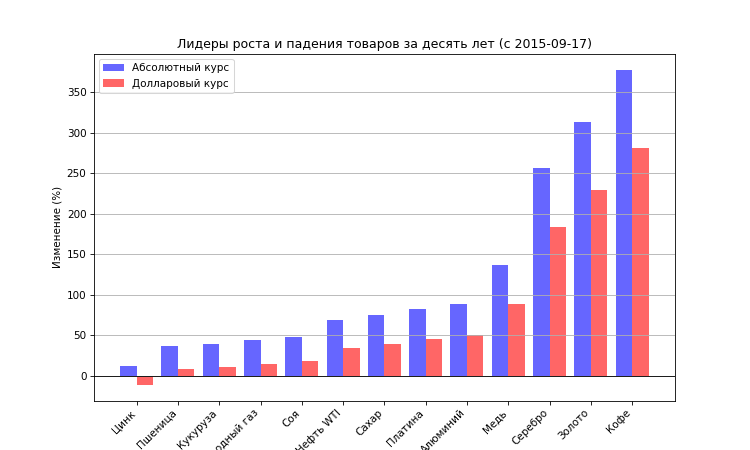 Лидеры роста и падения товаров за десять лет (с 2015-09-17)
Абсолютный курс
Долларовый курс
Изменение (%)
350
300
250
200
150
100
50
0
Цинк
Пшеница
Кукуруза
одный газ
Соя
Нефть WTI
Сахар
Платина
Алюминий
Медь
Серебро
Золото
Кофе